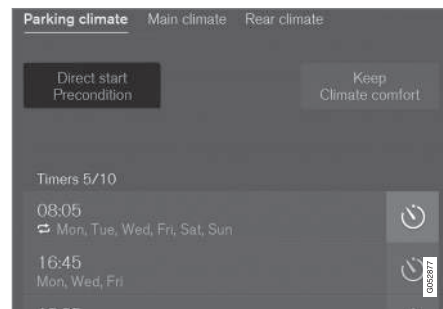 Parking climate Main climate Rear climate
Direct start
Precondition
Keep
Climate comfort
Timers 5/10
08:05
Mon, Tue, Wed, Fri, Sat, Sun
16:45
Mon, Wed, Fri
G052877